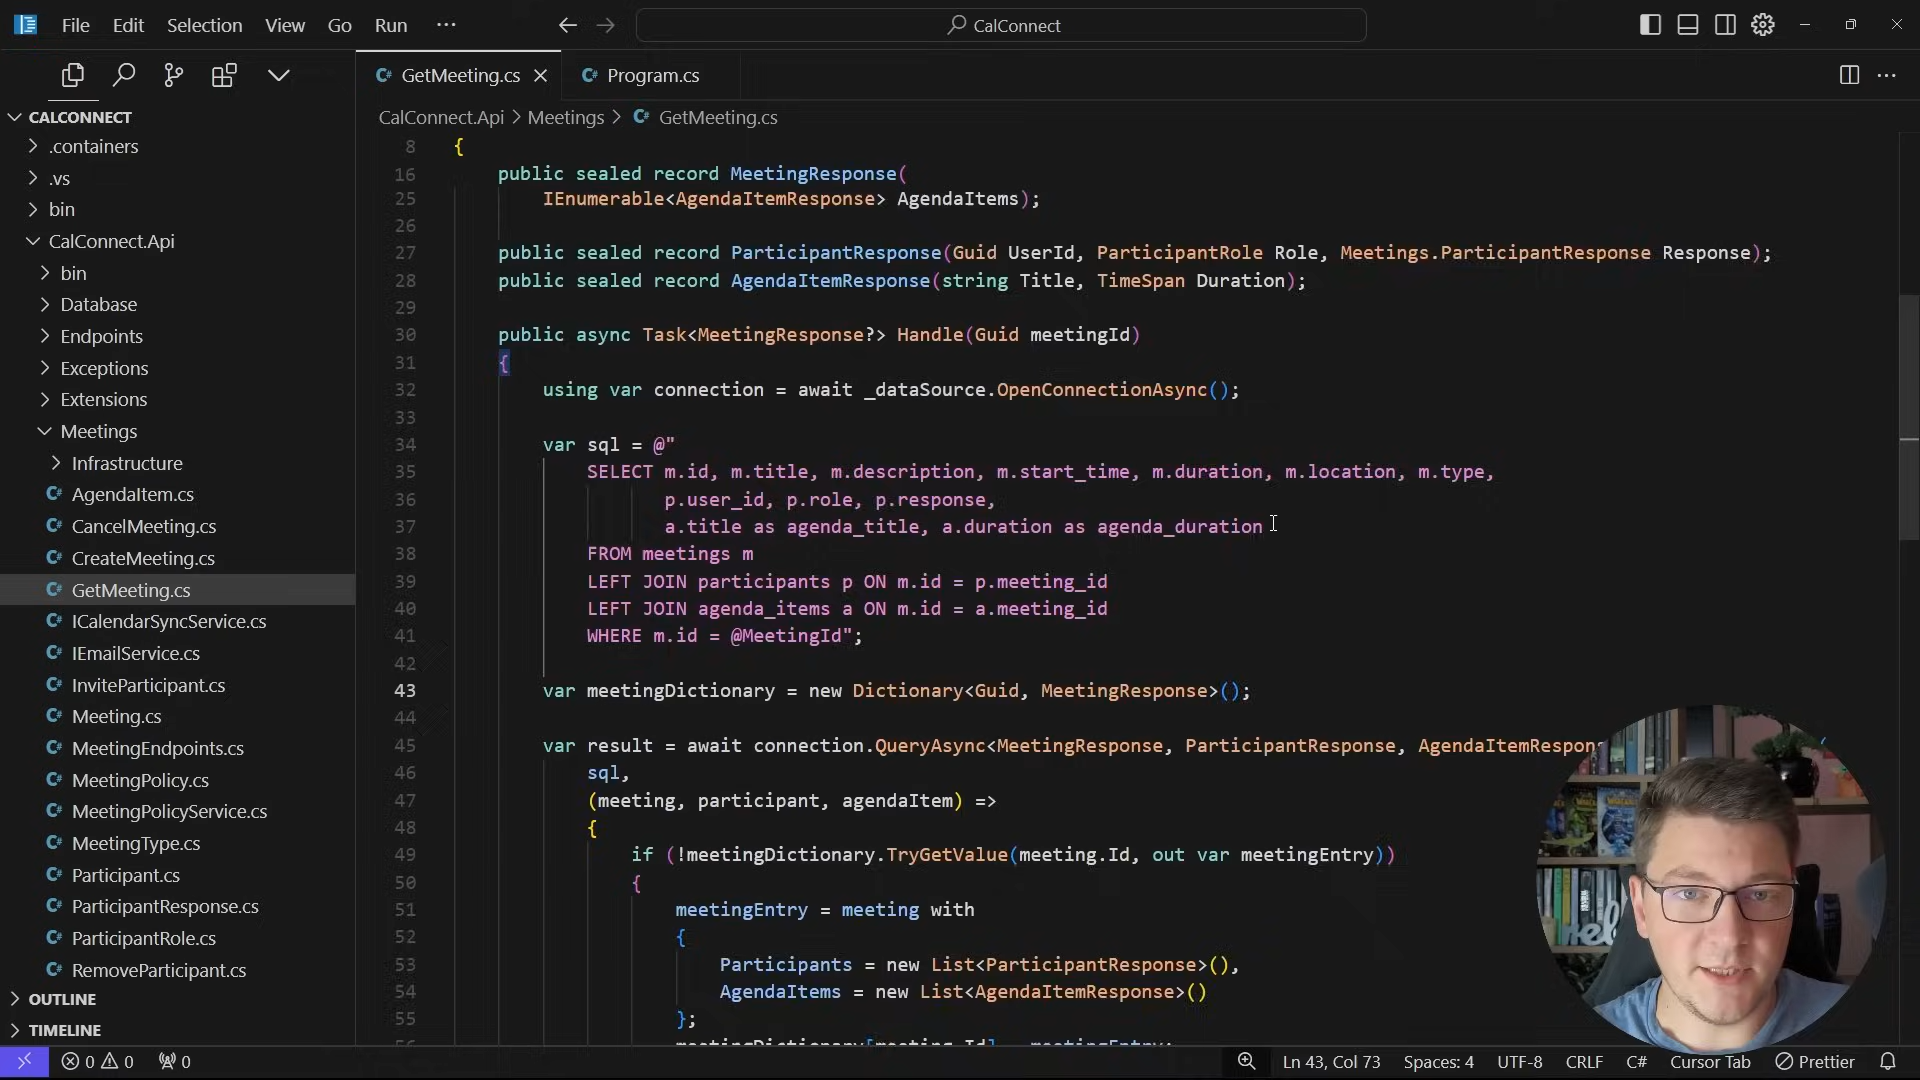 File Edit Selection View Go Run ···
CalConnect
GetMeeting.cs
Program.cs
CALCONNECT
.containers
.vs
bin
CalConnect.Api
bin
Database
Endpoints
Exceptions
Extensions
Meetings
Infrastructure
C# AgendaItem.cs
C# CancelMeeting.cs
C# CreateMeeting.cs
C# GetMeeting.cs
C# ICalendarSyncService.cs
C# IEmailService.cs
C# InviteParticipant.cs
C# Meeting.cs
C# MeetingEndpoints.cs
C# MeetingPolicy.cs
C# MeetingPolicyService.cs
C# MeetingType.cs
C# Participant.cs
C# ParticipantResponse.cs
C# ParticipantRole.cs
C# RemoveParticipant.cs
OUTLINE
TIMELINE
CalConnect.Api > Meetings > C# GetMeeting.cs
8 {
16 public sealed record MeetingResponse(
25 IEnumerable<AgendaItemResponse> AgendaItems);
26
27 public sealed record ParticipantResponse(Guid UserId, ParticipantRole Role, Meetings.ParticipantResponse Response);
28 public sealed record AgendaItemResponse(string Title, TimeSpan Duration);
29
30 public async Task<MeetingResponse?> Handle(Guid meetingId)
31 {
32 using var connection = await _dataSource.OpenConnectionAsync();
33
34 var sql = @"
35 SELECT m.id, m.title, m.description, m.start_time, m.duration, m.location, m.type,
36 p.user_id, p.role, p.response,
37 a.title as agenda_title, a.duration as agenda_duration
38 FROM meetings m
39 LEFT JOIN participants p ON m.id = p.meeting_id
40 LEFT JOIN agenda_items a ON m.id = a.meeting_id
41 WHERE m.id = @MeetingId";
42
43 var meetingDictionary = new Dictionary<Guid, MeetingResponse>();
44
45 var result = await connection.QueryAsync<MeetingResponse, ParticipantResponse, AgendaItemRespon
46 sql,
47 (meeting, participant, agendaItem) =>
48 {
49 if (!meetingDictionary.TryGetValue(meeting.Id, out var meetingEntry))
50 {
51 meetingEntry = meeting with
52 {
53 Participants = new List<ParticipantResponse>(),
54 AgendaItems = new List<AgendaItemResponse>()
55 };
0 0 0
Ln 43, Col 73 Spaces: 4 UTF-8 CRLF C# Cursor Tab Prettier